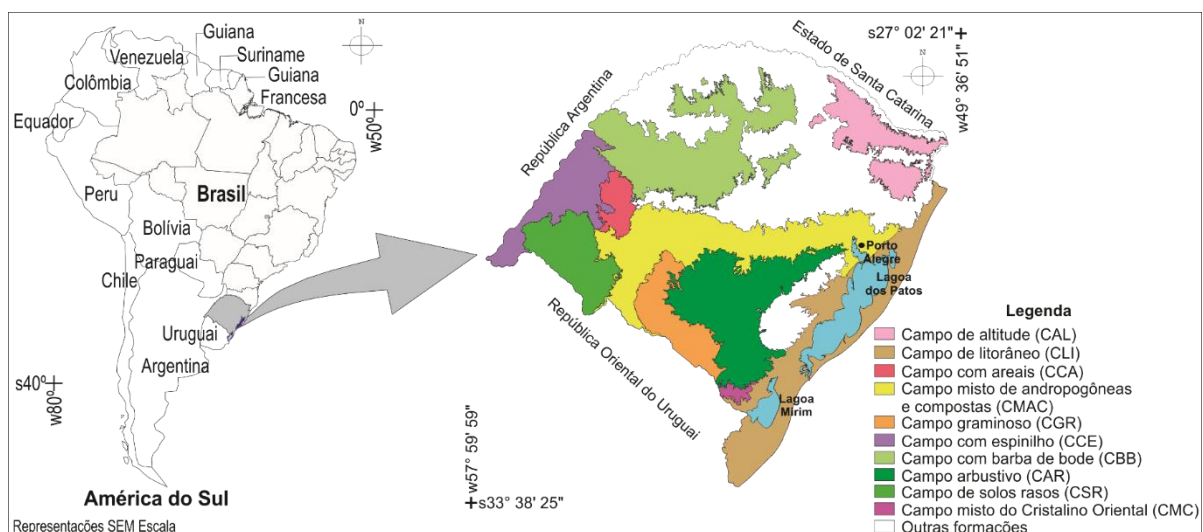 N
Guiana
Venezuela
Suriname
Colômbia
Guiana
Francesa
0º
w50º
Equador
Peru
Brasil
Bolívia
Paraguai
Chile
Uruguai
Argentina
s40º
w80º
América do Sul
Representações SEM Escala
s27° 02' 21"
w49° 36' 51"
N
Estado de Santa Catarina
República Argentina
Porto
Alegre
Lagoa
dos Patos
República Oriental do Uruguai
Lagoa
Mirim
w57° 59' 59"
s33° 38' 25"
Legenda
Campo de altitude (CAL)
Campo de litorâneo (CLI)
Campo com areais (CCA)
Campo misto de andropogôneas
e compostas (CMAC)
Campo graminoso (CGR)
Campo com espinilho (CCE)
Campo com barba de bode (CBB)
Campo arbustivo (CAR)
Campo de solos rasos (CSR)
Campo misto do Cristalino Oriental (CMC)
Outras formações